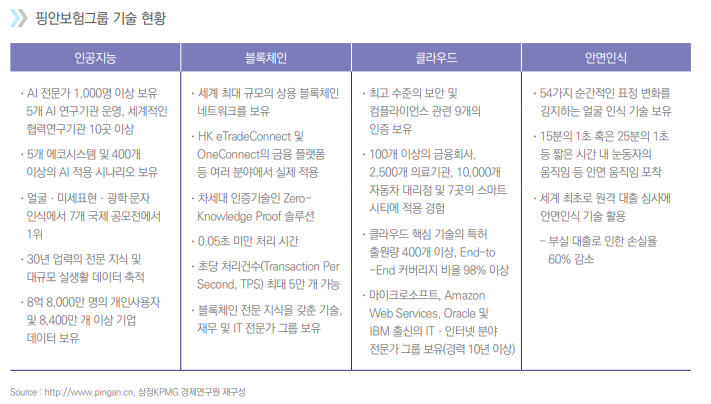 핑안보험그룹 기술 현황
인공지능
· AI 전문가 1,000명 이상 보유
5개 AI 연구기관 운영, 세계적인
협력연구기관 10곳 이상
· 5개 에코시스템 및 400개
이상의 AI 적용 시나리오 보유
· 얼굴 · 미세표현 · 광학 문자
인식에서 7개 국제 공모전에서
1위
· 30년 업력의 전문 지식 및
대규모 실생활 데이터 축적
· 8억 8,000만 명의 개인사용자
및 8,400만 개 이상 기업
데이터 보유
블록체인
· 세계 최대 규모의 상용 블록체인
네트워크를 보유
· HK eTradeConnect 및
OneConnect의 금융 플랫폼
등 여러 분야에서 실제 적용
· 차세대 인증기술인 Zero-
Knowledge Proof 솔루션
· 0.05초 미만 처리 시간
· 초당 처리건수(Transaction Per
Second, TPS) 최대 5만 개 가능
· 블록체인 전문 지식을 갖춘 기술,
재무 및 IT 전문가 그룹 보유
클라우드
· 최고 수준의 보안 및
컴플라이언스 관련 9개의
인증 보유
· 100개 이상의 금융회사,
2,500개 의료기관, 10,000개
자동차 대리점 및 7곳의 스마트
시티에 적용 경험
· 클라우드 핵심 기술의 특허
출원량 400개 이상, End-to
-End 커버리지 비율 98% 이상
· 마이크로소프트, Amazon
Web Services, Oracle 및
IBM 출신의 IT · 인터넷 분야
전문가 그룹 보유(경력 10년 이상)
안면인식
· 54가지 순간적인 표정 변화를
감지하는 얼굴 인식 기술 보유
· 15분의 1초 혹은 25분의 1초
등 짧은 시간 내 눈동자의
움직임 등 안면 움직임 포착
· 세계 최초로 원격 대출 심사에
안면인식 기술 활용
- 부실 대출로 인한 손실율
60% 감소
Source : http://www.pingan.cn, 삼정KPMG 경제연구원 재구성